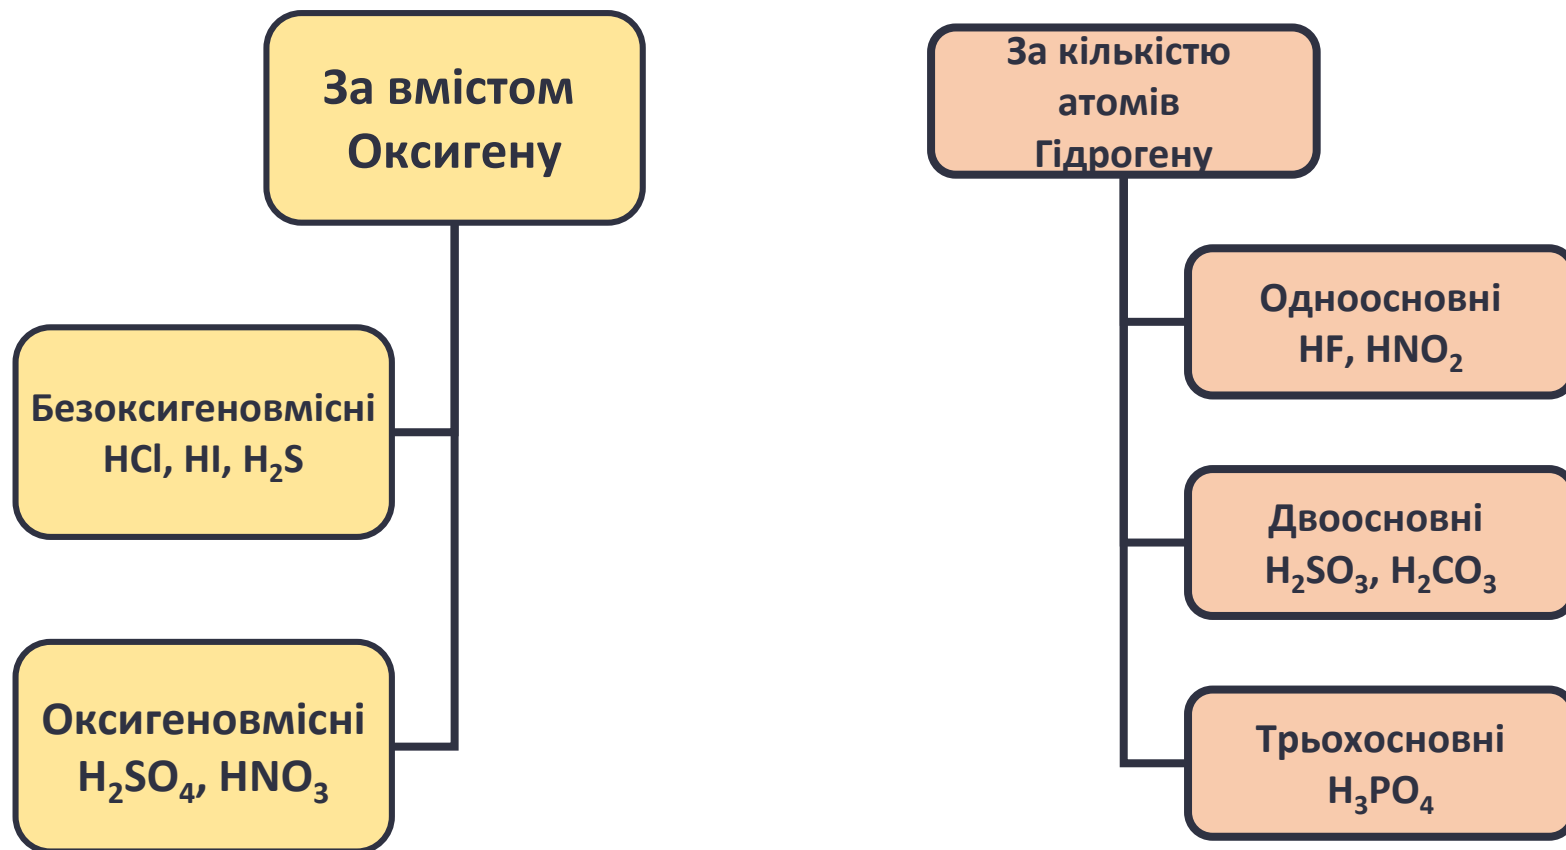 За вмістом
Оксигену
Безоксигеновмісні
HCl, HI, H₂S
Оксигеновмісні
H₂SO₄, HNO₃
За кількістю
атомів
Гідрогену
Одноосновні
HF, HNO₂
Двоосновні
H₂SO₃, H₂CO₃
Трьохосновні
H₃PO₄